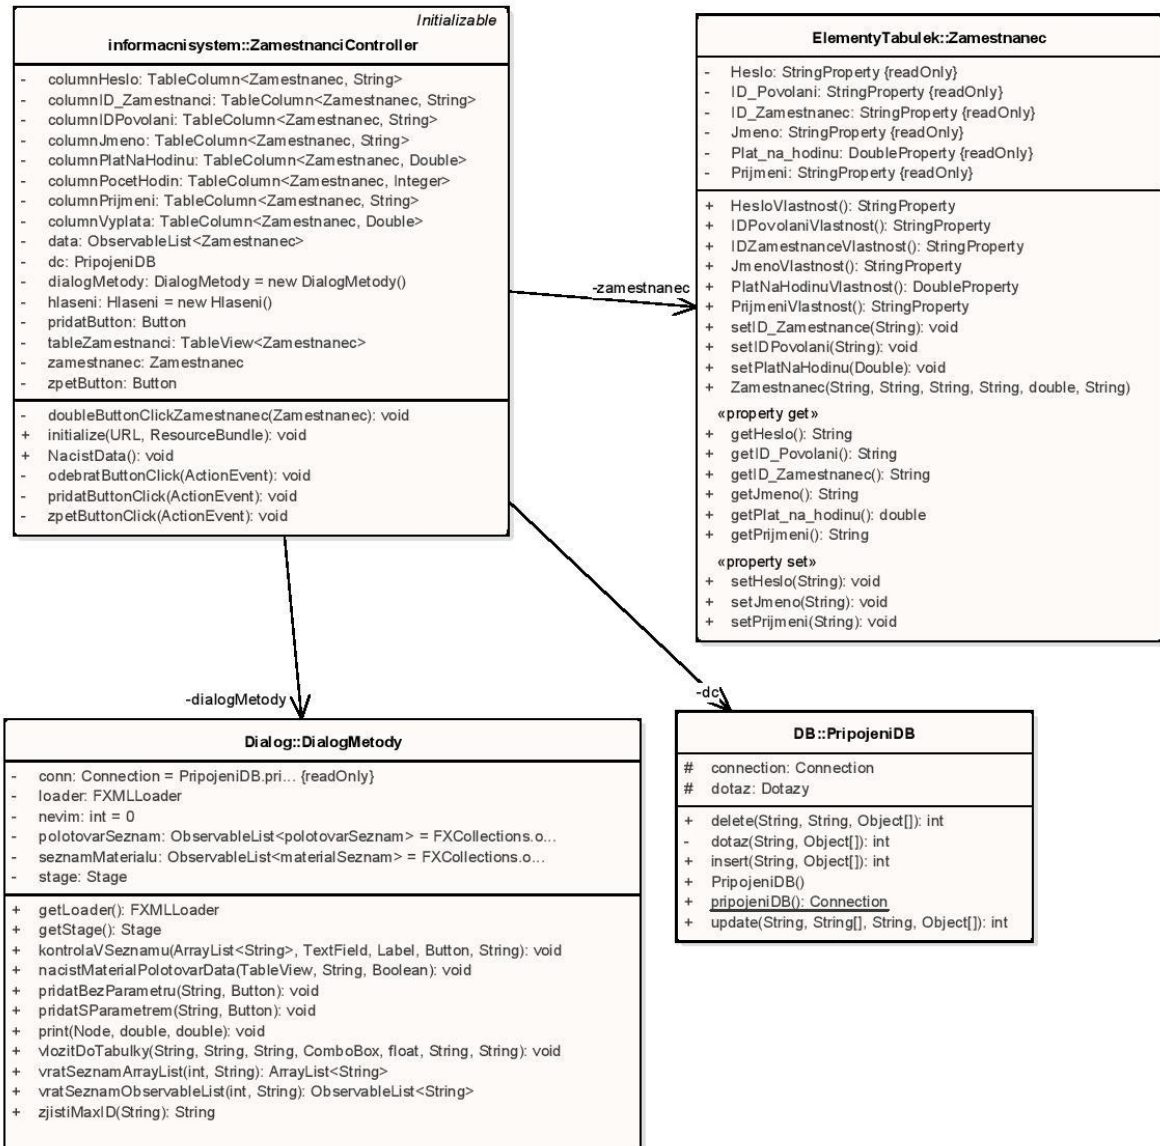 Initializable
informacnisystem::ZamestnanciController
- columnHeslo: TableColumn<Zamestnanec, String>
- columnID_Zamestnanci: TableColumn<Zamestnanec, String>
- columnIDPovolani: TableColumn<Zamestnanec, String>
- columnJmeno: TableColumn<Zamestnanec, String>
- columnPlatNaHodinu: TableColumn<Zamestnanec, Double>
- columnPocetHodin: TableColumn<Zamestnanec, Integer>
- columnPrijmeni: TableColumn<Zamestnanec, String>
- columnVyplata: TableColumn<Zamestnanec, Double>
- data: ObservableList<Zamestnanec>
- dc: PripojeniDB
- dialogMetody: DialogMetody = new DialogMetody()
- hlaseni: Hlaseni = new Hlaseni()
- pridatButton: Button
- tableZamestnanci: TableView<Zamestnanec>
- zamestnanec: Zamestnanec
- zpetButton: Button
- doubleButtonClickZamestnanec(Zamestnanec): void
+ initialize(URL, ResourceBundle): void
+ NacistData(): void
- odebratButtonClick(ActionEvent): void
- pridatButtonClick(ActionEvent): void
- zpetButtonClick(ActionEvent): void
-zamestnanec
ElementyTabulek::Zamestnanec
- Heslo: StringProperty {readOnly}
- ID_Povolani: StringProperty {readOnly}
- ID_Zamestnanec: StringProperty {readOnly}
- Jmeno: StringProperty {readOnly}
- Plat_na_hodinu: DoubleProperty {readOnly}
- Prijmeni: StringProperty {readOnly}
+ HesloVlastnost(): StringProperty
+ IDPovolaniVlastnost(): StringProperty
+ IDZamestnanceVlastnost(): StringProperty
+ JmenoVlastnost(): StringProperty
+ PlatNaHodinuVlastnost(): DoubleProperty
+ PrijmeniVlastnost(): StringProperty
+ setID_Zamestnance(String): void
+ setIDPovolani(String): void
+ setPlatNaHodinu(Double): void
+ Zamestnanec(String, String, String, String, double, String)
«property get»
+ getHeslo(): String
+ getID_Povolani(): String
+ getID_Zamestnanec(): String
+ getJmeno(): String
+ getPlat_na_hodinu(): double
+ getPrijmeni(): String
«property set»
+ setHeslo(String): void
+ setJmeno(String): void
+ setPrijmeni(String): void
-dialogMetody
Dialog::DialogMetody
- conn: Connection = PripojeniDB.pri... {readOnly}
- loader: FXMLLoader
- nevim: int = 0
- polotovarSeznam: ObservableList<polotovarSeznam> = FXCollections.o...
- seznamMaterialu: ObservableList<materialSeznam> = FXCollections.o...
- stage: Stage
+ getLoader(): FXMLLoader
+ getStage(): Stage
+ kontrolaVSeznamu(ArrayList<String>, TextField, Label, Button, String): void
+ nacistMaterialPolotovarData(TableView, String, Boolean): void
+ pridatBezParametru(String, Button): void
+ pridatSParametrem(String, Button): void
+ print(Node, double, double): void
+ vlozitDoTabulky(String, String, String, ComboBox, float, String, String): void
+ vratSeznamArrayList(int, String): ArrayList<String>
+ vratSeznamObservableList(int, String): ObservableList<String>
+ zjistiMaxID(String): String
-dc
DB::PripojeniDB
# connection: Connection
# dotaz: Dotazy
+ delete(String, String, Object[]): int
- dotaz(String, Object[]): int
+ insert(String, Object[]): int
+ PripojeniDB()
+ pripojeniDB(): Connection
+ update(String, String[], String, Object[]): int